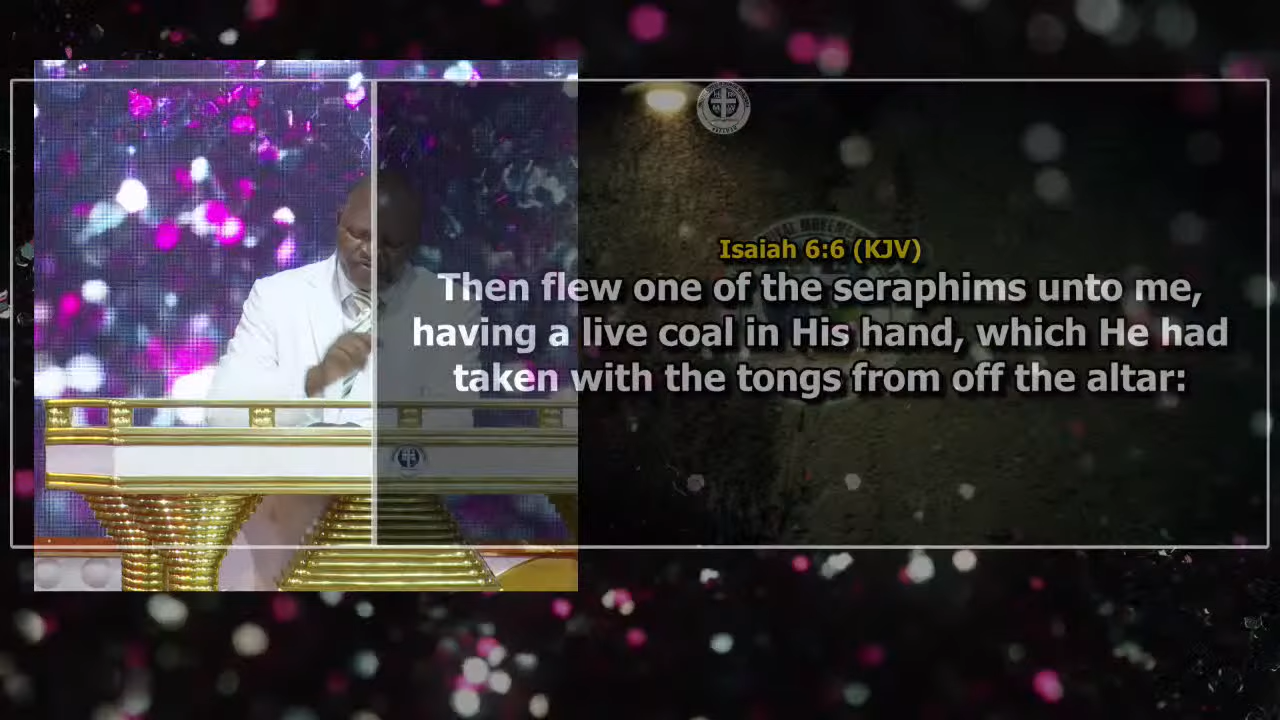 Isaiah 6:6 (KJV)
Then flew one of the seraphims unto me,
having a live coal in His hand, which He had
taken with the tongs from off the altar: